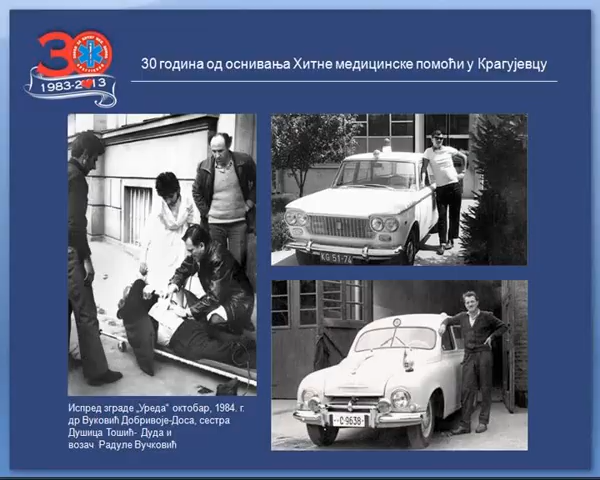 30
1983-2013
30 година од оснивања Хитне медицинске помоћи у Крагујевцу
KG 51-74
С-9638
Испред зграде „Уреда“ октобар, 1984. г.
др Вуковић Добривоје-Доса, сестра
Душица Тошић- Дуда и
возач Радуле Вучковић